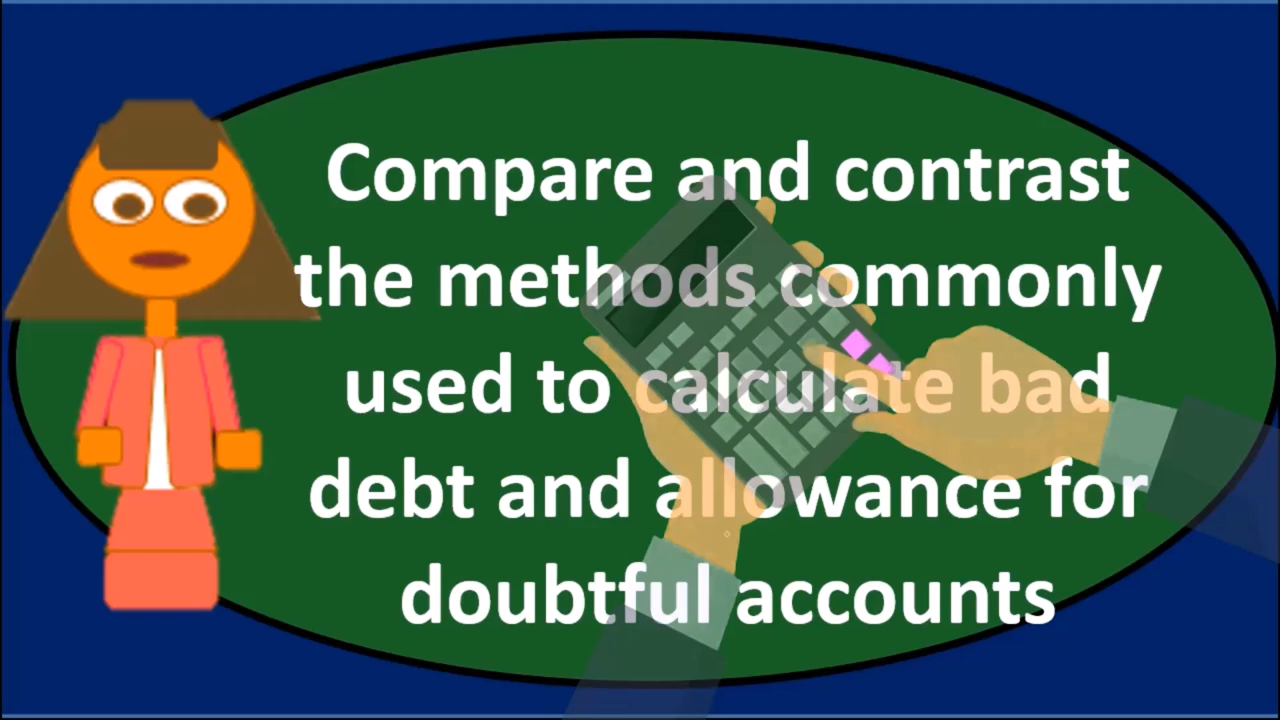 Compare and contrast
the methods commonly
used to calculate bad
debt and allowance for
doubtful accounts